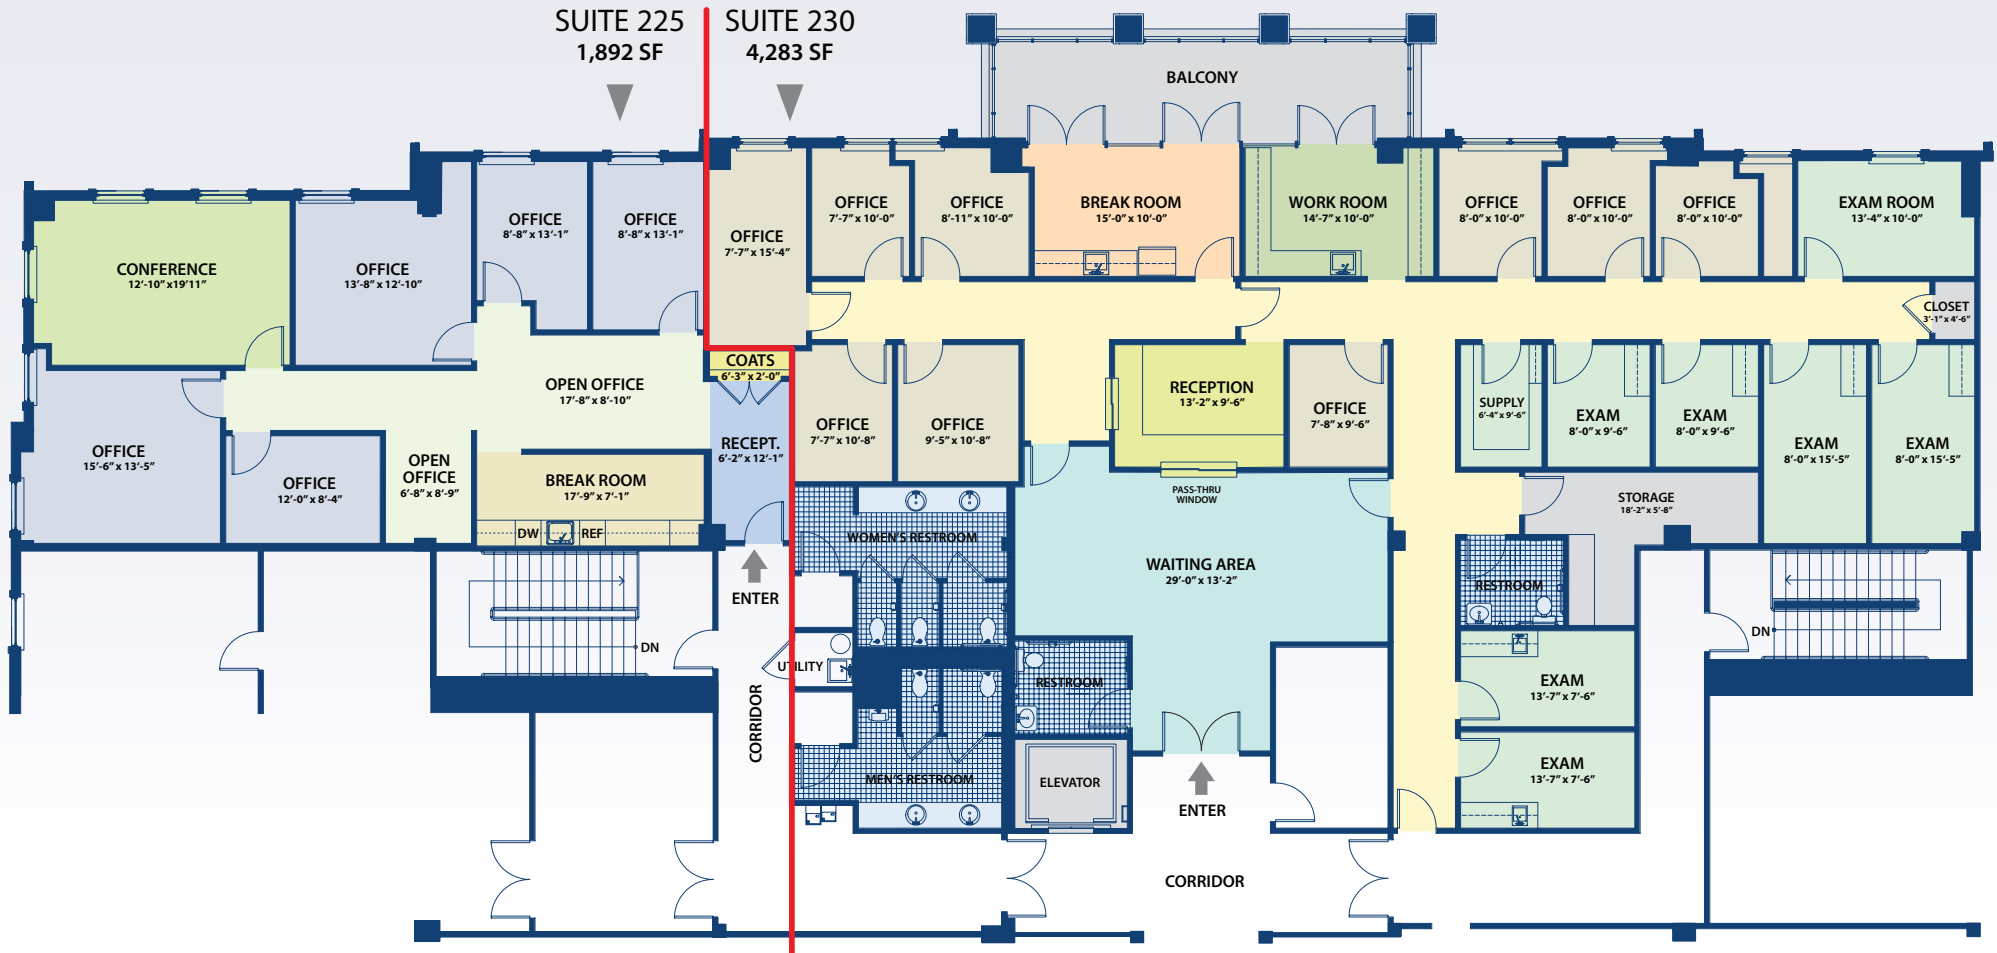 SUITE 225
1,892 SF
SUITE 230
4,283 SF
BALCONY
CONFERENCE
12'-10"x19'11"
OFFICE
13'-8" x 12'-10"
OFFICE
8'-8" x 13'-1"
OFFICE
8'-8" x 13'-1"
OFFICE
7'-7" x 15'-4"
OFFICE
7'-7" x 10'-0"
OFFICE
8'-11" x 10'-0"
BREAK ROOM
15'-0" x 10'-0"
WORK ROOM
14'-7" x 10'-0"
OFFICE
8'-0" x 10'-0"
OFFICE
8'-0" x 10'-0"
OFFICE
8'-0" x 10'-0"
EXAM ROOM
13'-4" x 10'-0"
CLOSET
3'-1" x 4'-6"
COATS
6'-3" x 2'-0"
OPEN OFFICE
17'-8" x 8'-10"
RECEPT.
6'-2" x 12'-1"
OFFICE
15'-6" x 13'-5"
OFFICE
12'-0" x 8'-4"
OPEN
OFFICE
6'-8" x 8'-9"
BREAK ROOM
17'-9" x 7'-1"
DW
REF
OFFICE
7'-7" x 10'-8"
OFFICE
9'-5" x 10'-8"
RECEPTION
13'-2" x 9'-6"
OFFICE
7'-8" x 9'-6"
SUPPLY
6'-4" x 9'-6"
EXAM
8'-0" x 9'-6"
EXAM
8'-0" x 9'-6"
EXAM
8'-0" x 15'-5"
EXAM
8'-0" x 15'-5"
PASS-THRU
WINDOW
STORAGE
18'-2" x 5'-8"
WOMEN'S RESTROOM
WAITING AREA
29'-0" x 13'-2"
RESTROOM
ENTER
DN
DN
UTILITY
CORRIDOR
RESTROOM
EXAM
13'-7" x 7'-6"
MEN'S RESTROOM
ELEVATOR
ENTER
EXAM
13'-7" x 7'-6"
CORRIDOR